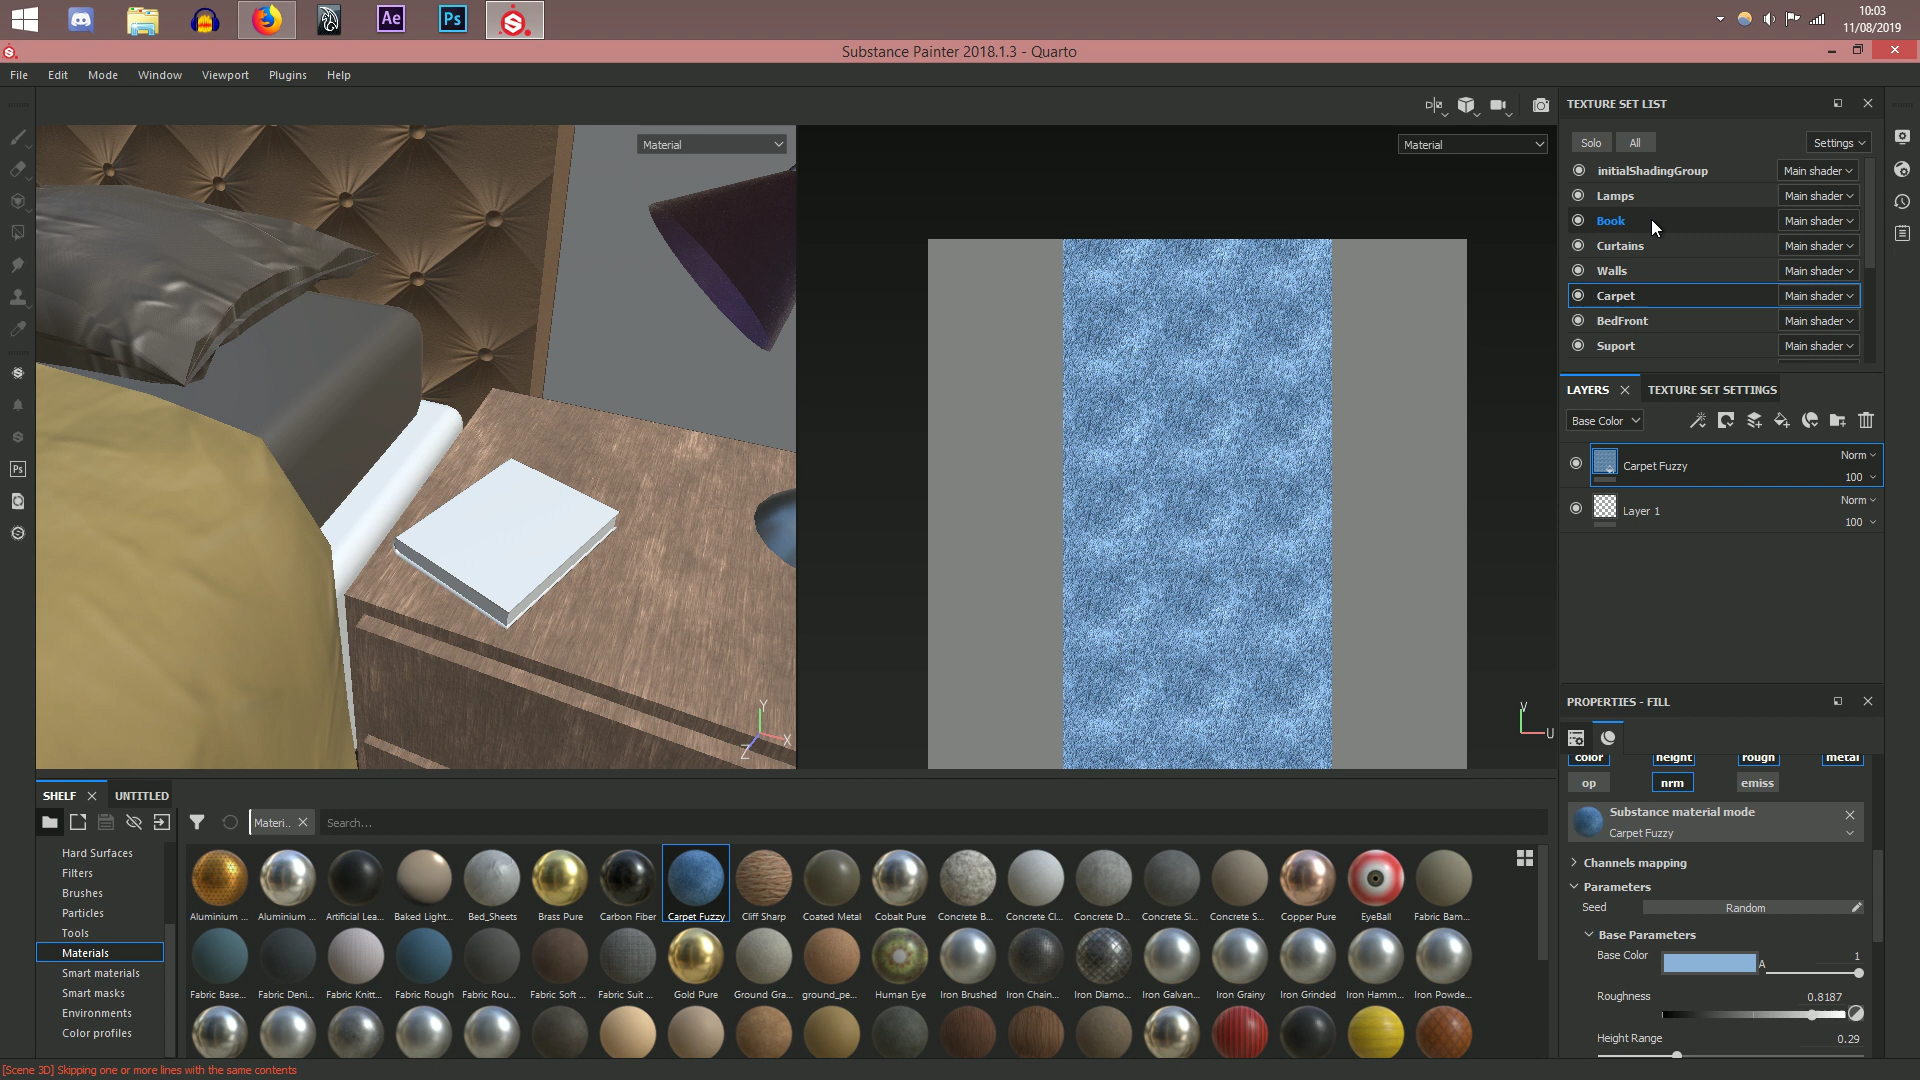 Ae
Ps
10:03
11/08/2019
Substance Painter 2018.1.3 - Quarto
File Edit Mode Window Viewport Plugins Help
Material
Material
TEXTURE SET LIST
Solo All Settings
initialShadingGroup Main shader
Lamps Main shader
Book Main shader
Curtains Main shader
Walls Main shader
Carpet Main shader
BedFront Main shader
Suport Main shader
LAYERS TEXTURE SET SETTINGS
Base Color
Carpet Fuzzy Norm 100
Layer 1 Norm 100
Ps
Y
X
Z
V
U
PROPERTIES - FILL
color height rough metal
op nrm emiss
Substance material mode
Carpet Fuzzy
Channels mapping
Parameters
Seed Random
Base Parameters
Base Color A 1
Roughness 0.8187
Height Range 0.29
SHELF UNTITLED
Materi.. Search...
Hard Surfaces
Filters
Brushes
Particles
Tools
Materials
Smart materials
Smart masks
Environments
Color profiles
Aluminium ... Aluminium ... Artificial Lea... Baked Light... Bed_Sheets Brass Pure Carbon Fiber Carpet Fuzzy Cliff Sharp Coated Metal Cobalt Pure Concrete B... Concrete Cl... Concrete D... Concrete Si... Concrete S... Copper Pure EyeBall Fabric Bam...
Fabric Base... Fabric Deni... Fabric Knitt... Fabric Rough Fabric Rou... Fabric Soft ... Fabric Suit ... Gold Pure Ground Gra... ground_pe... Human Eye Iron Brushed Iron Chain... Iron Diamo... Iron Galvan... Iron Grainy Iron Grinded Iron Hamm... Iron Powde...
[Scene 3D] Skipping one or more lines with the same contents